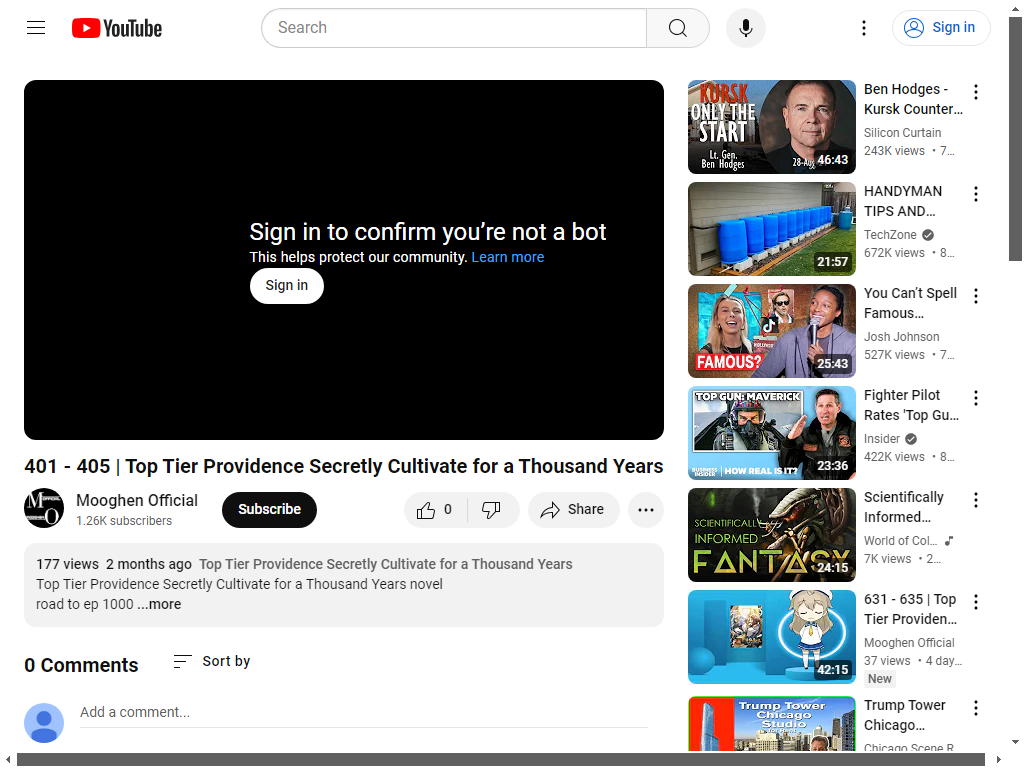 YouTube
Search
Sign in
Sign in to confirm you're not a bot
This helps protect our community. Learn more
Sign in
401 - 405 | Top Tier Providence Secretly Cultivate for a Thousand Years
Mooghen Official
1.26K subscribers
Subscribe
0
Share
177 views 2 months ago Top Tier Providence Secretly Cultivate for a Thousand Years
Top Tier Providence Secretly Cultivate for a Thousand Years novel
road to ep 1000 ...more
0 Comments
Sort by
Add a comment...
KURSK
ONLY THE
START
Lt. Gen.
Ben Hodges
28-Aug
46:43
Ben Hodges -
Kursk Counter...
Silicon Curtain
243K views • 7...
21:57
HANDYMAN
TIPS AND...
TechZone
672K views • 8...
FAMOUS?
25:43
You Can't Spell
Famous...
Josh Johnson
527K views • 7...
TOP GUN: MAVERICK
BUSINESS
INSIDER
HOW REAL IS IT?
23:36
Fighter Pilot
Rates 'Top Gu...
Insider
422K views • 8...
SCIENTIFICALLY
INFORMED
FANTASY
24:15
Scientifically
Informed...
World of Col...
7K views • 2...
42:15
631 - 635 | Top
Tier Providen...
Mooghen Official
37 views • 4 day...
New
Trump Tower
Chicago
Studio
Trump Tower
Chicago...
Chicago Scene R